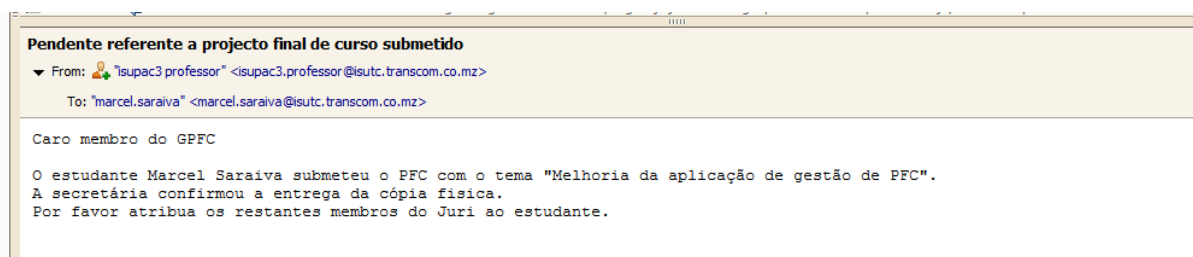 Pendente referente a projecto final de curso submetido
From: "isupac3 professor" <isupac3.professor@isutc.transcom.co.mz>
To: "marcel.saraiva" <marcel.saraiva@isutc.transcom.co.mz>
Caro membro do GPFC
O estudante Marcel Saraiva submeteu o PFC com o tema "Melhoria da aplicação de gestão de PFC".
A secretária confirmou a entrega da cópia fisica.
Por favor atribua os restantes membros do Juri ao estudante.